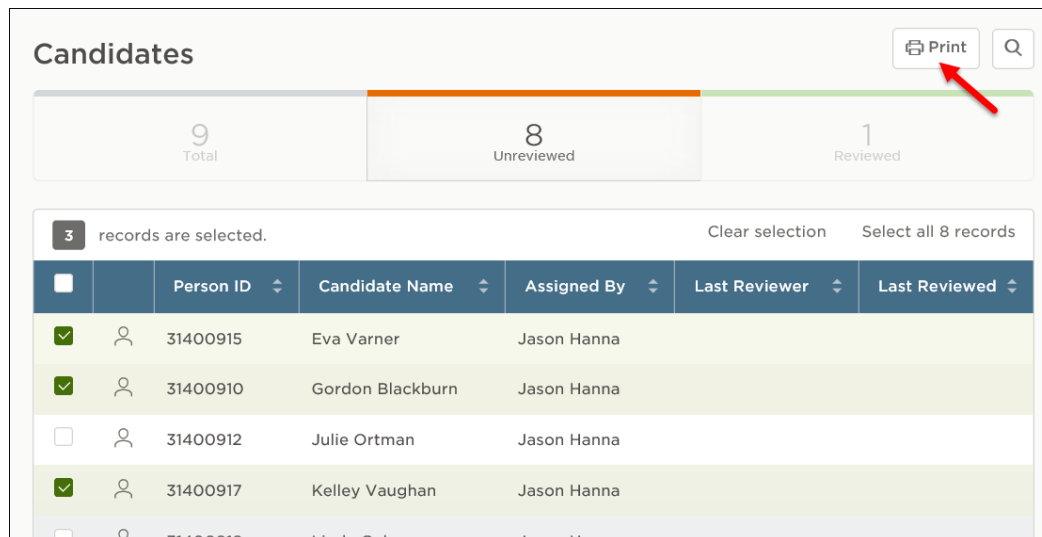 Candidates
Print
9
Total
8
Unreviewed
1
Reviewed
3 records are selected.
Clear selection
Select all 8 records
Person ID Candidate Name Assigned By Last Reviewer Last Reviewed
31400915 Eva Varner Jason Hanna
31400910 Gordon Blackburn Jason Hanna
31400912 Julie Ortman Jason Hanna
31400917 Kelley Vaughan Jason Hanna